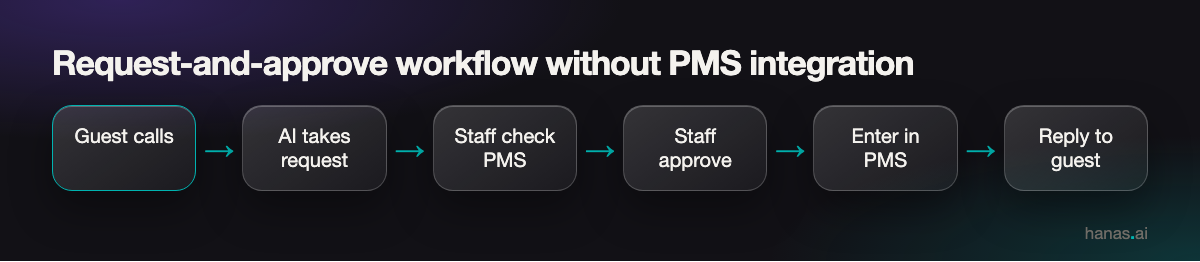 Request-and-approve workflow without PMS integration
Guest calls
AI takes
request
Staff check
PMS
Staff
approve
Enter in
PMS
Reply to
guest
hanas.ai